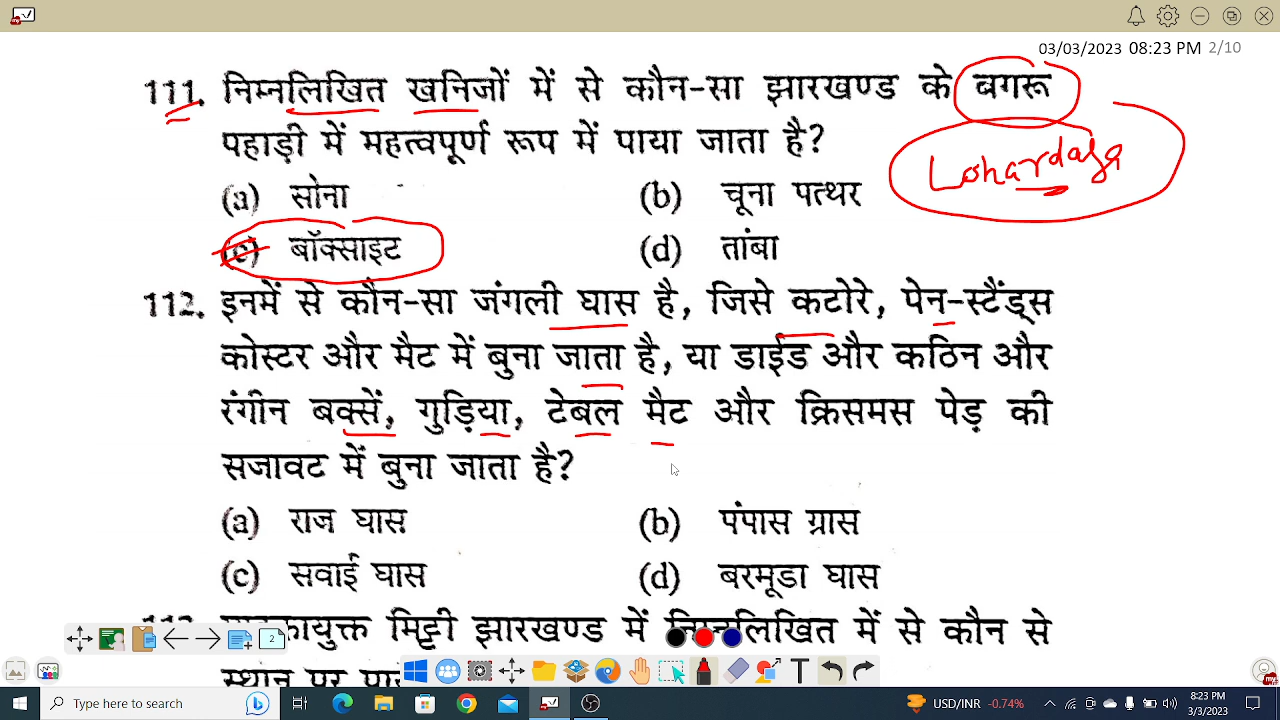 03/03/2023 08:23 PM 2/10
111. निम्नलिखित खनिजों में से कौन-सा झारखण्ड के बगरू
पहाड़ी में महत्वपूर्ण रूप में पाया जाता है?
Lohardaga
(a) सोना (b) चूना पत्थर
(c) बॉक्साइट (d) तांबा
112. इनमें से कौन-सा जंगली घास है, जिसे कटोरे, पेन-स्टैंड्स
कोस्टर और मैट में बुना जाता है, या डाईड और कठिन और
रंगीन बक्सें, गुड़िया, टेबल मैट और क्रिसमस पेड़ की
सजावट में बुना जाता है?
(a) राज घास (b) पंपास ग्रास
(c) सवाई घास (d) बरमूडा घास
मिट्टी झारखण्ड में निम्नलिखित में से कौन से
स्थान पर
2
Type here to search
USD/INR -0.74%
8:23 PM
3/3/2023